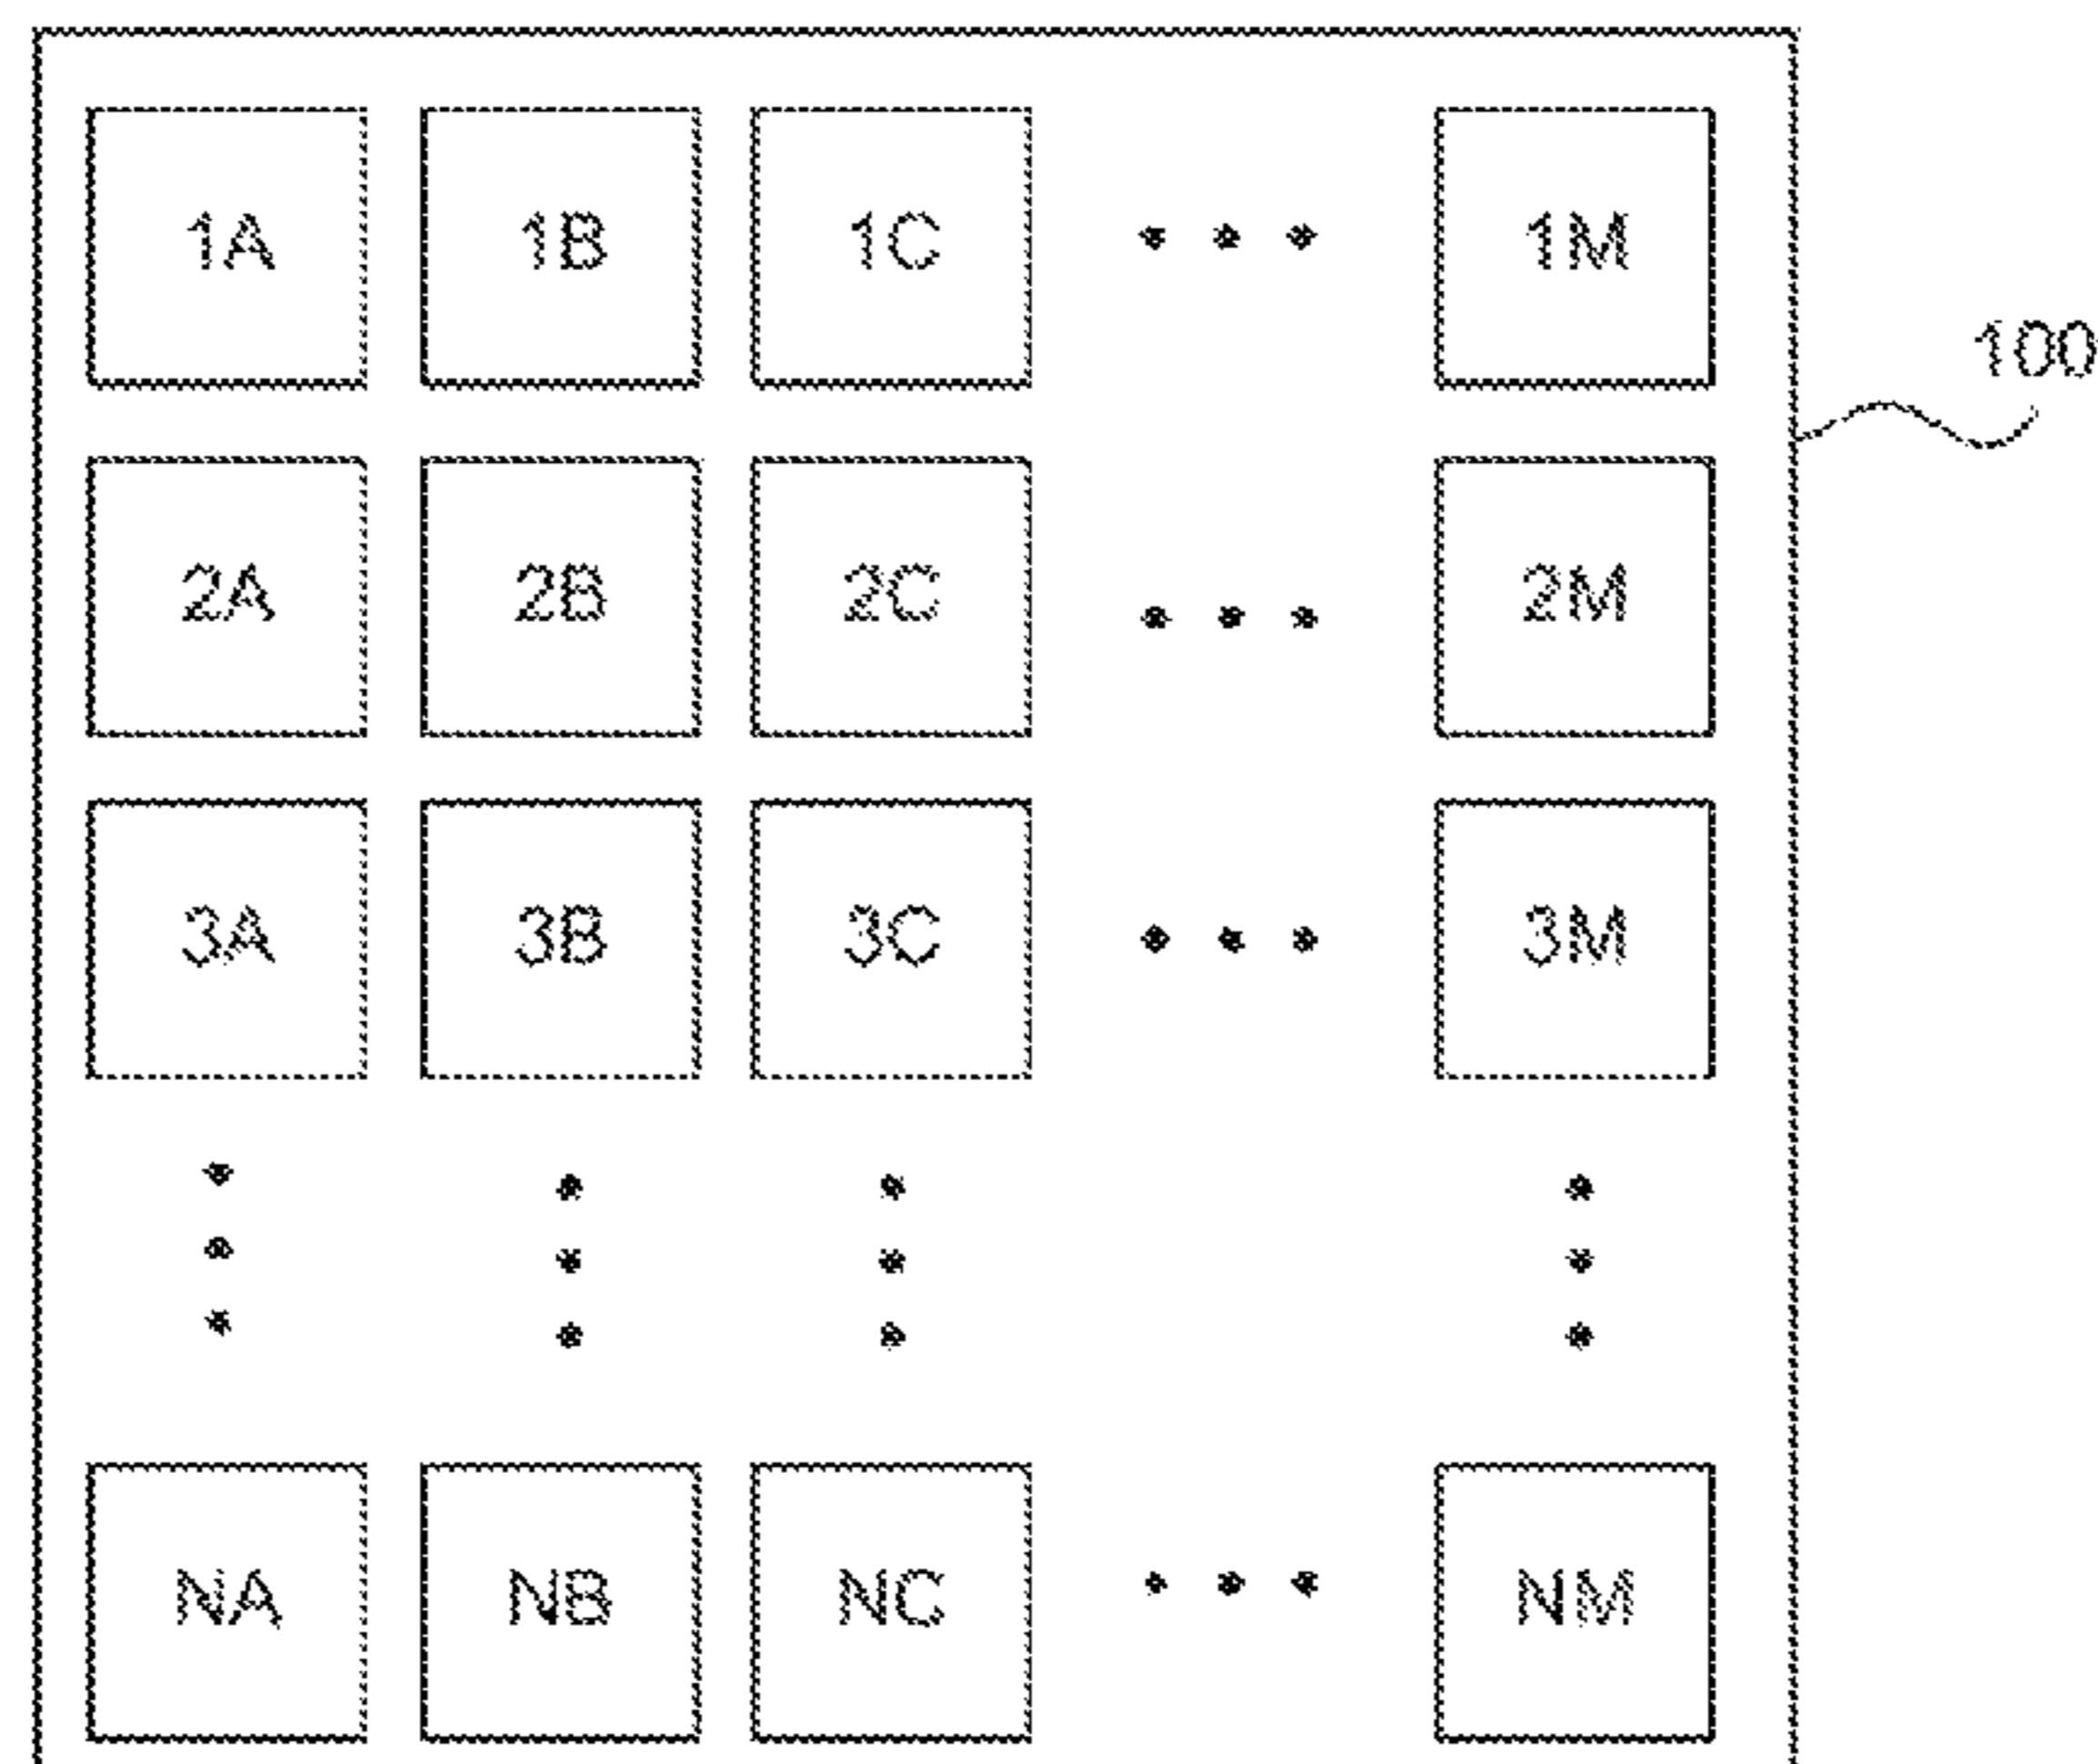 1A 1B 1C • • • 1M
100
2A 2B 2C • • • 2M
3A 3B 3C • • • 3M
NA NB NC • • • NM